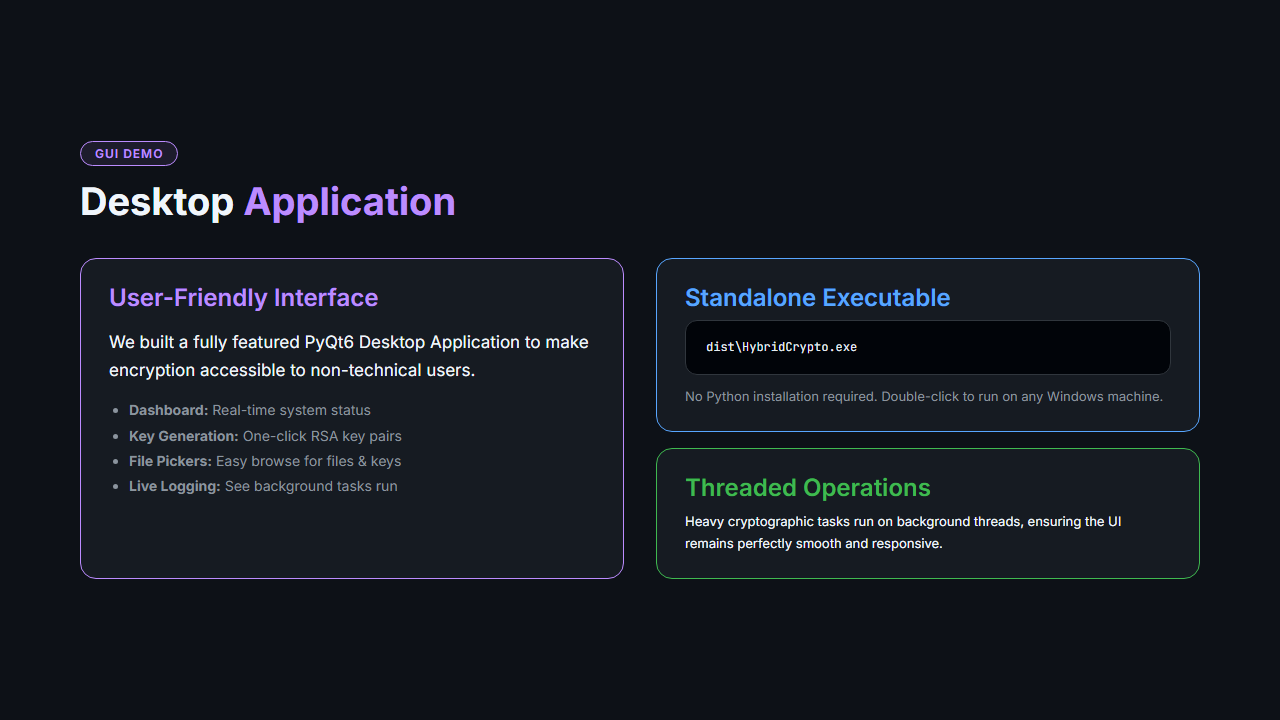 GUI DEMO
Desktop Application
User-Friendly Interface
We built a fully featured PyQt6 Desktop Application to make
encryption accessible to non-technical users.
• Dashboard: Real-time system status
• Key Generation: One-click RSA key pairs
• File Pickers: Easy browse for files & keys
• Live Logging: See background tasks run
Standalone Executable
dist\HybridCrypto.exe
No Python installation required. Double-click to run on any Windows machine.
Threaded Operations
Heavy cryptographic tasks run on background threads, ensuring the UI
remains perfectly smooth and responsive.